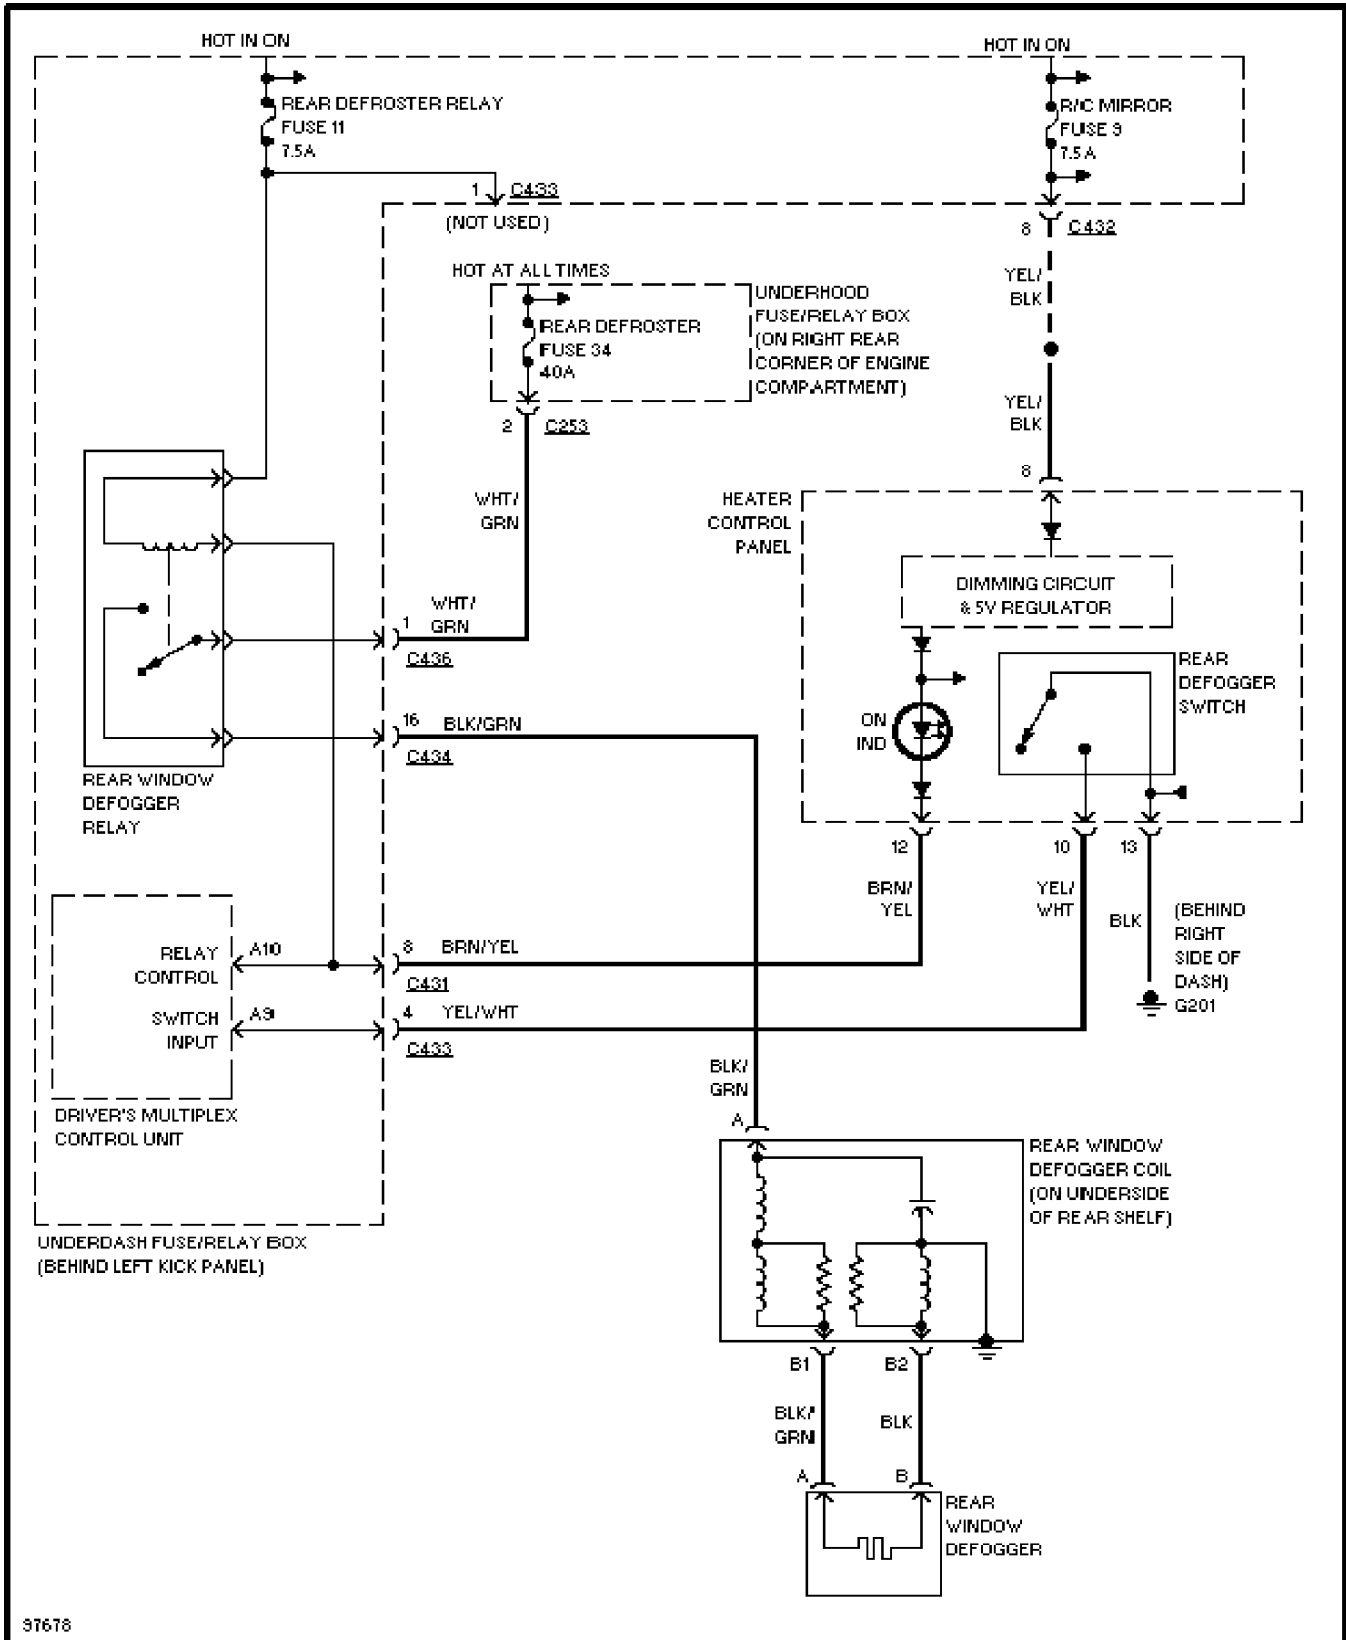 HOT IN ON
HOT IN ON
REAR DEFROSTER RELAY
FUSE 11
7.5A
R/C MIRROR
FUSE 9
7.5A
1 C433
(NOT USED)
8 C432
HOT AT ALL TIMES
REAR DEFROSTER
FUSE 34
40A
UNDERHOOD
FUSE/RELAY BOX
(ON RIGHT REAR
CORNER OF ENGINE
COMPARTMENT)
2 C253
YEL/
BLK
YEL/
BLK
8
WHT/
GRN
HEATER
CONTROL
PANEL
DIMMING CIRCUIT
& 5V REGULATOR
WHT/
GRN
1
C436
REAR
DEFOGGER
SWITCH
ON
IND
16 BLK/GRN
C434
REAR WINDOW
DEFOGGER
RELAY
12
10
13
BRN/
YEL
YEL/
WHT
BLK
(BEHIND
RIGHT
SIDE OF
DASH)
G201
RELAY
CONTROL
A10
8 BRN/YEL
C431
SWITCH
INPUT
A9
4 YEL/WHT
C433
DRIVER'S MULTIPLEX
CONTROL UNIT
BLK/
GRN
A
REAR WINDOW
DEFOGGER COIL
(ON UNDERSIDE
OF REAR SHELF)
UNDERDASH FUSE/RELAY BOX
(BEHIND LEFT KICK PANEL)
B1
B2
BLK/
GRN
BLK
A
B
REAR
WINDOW
DEFOGGER
97678